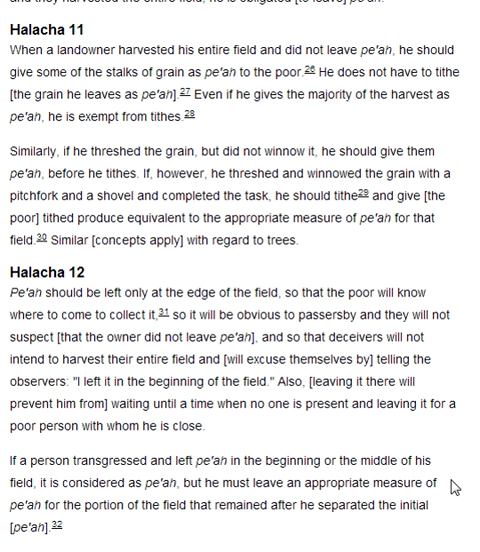 and they harvested the entire field, he is obligated [to leave] pe'ah.
Halacha 11
When a landowner harvested his entire field and did not leave pe'ah, he should
give some of the stalks of grain as pe'ah to the poor.26 He does not have to tithe
[the grain he leaves as pe'ah].27 Even if he gives the majority of the harvest as
pe'ah, he is exempt from tithes.28
Similarly, if he threshed the grain, but did not winnow it, he should give them
pe'ah, before he tithes. If, however, he threshed and winnowed the grain with a
pitchfork and a shovel and completed the task, he should tithe29 and give [the
poor] tithed produce equivalent to the appropriate measure of pe'ah for that
field.30 Similar [concepts apply] with regard to trees.
Halacha 12
Pe'ah should be left only at the edge of the field, so that the poor will know
where to come to collect it,31 so it will be obvious to passersby and they will not
suspect [that the owner did not leave pe'ah], and so that deceivers will not
intend to harvest their entire field and [will excuse themselves by] telling the
observers: "I left it in the beginning of the field." Also, [leaving it there will
prevent him from] waiting until a time when no one is present and leaving it for a
poor person with whom he is close.
If a person transgressed and left pe'ah in the beginning or the middle of his
field, it is considered as pe'ah, but he must leave an appropriate measure of
pe'ah for the portion of the field that remained after he separated the initial
[pe'ah].32